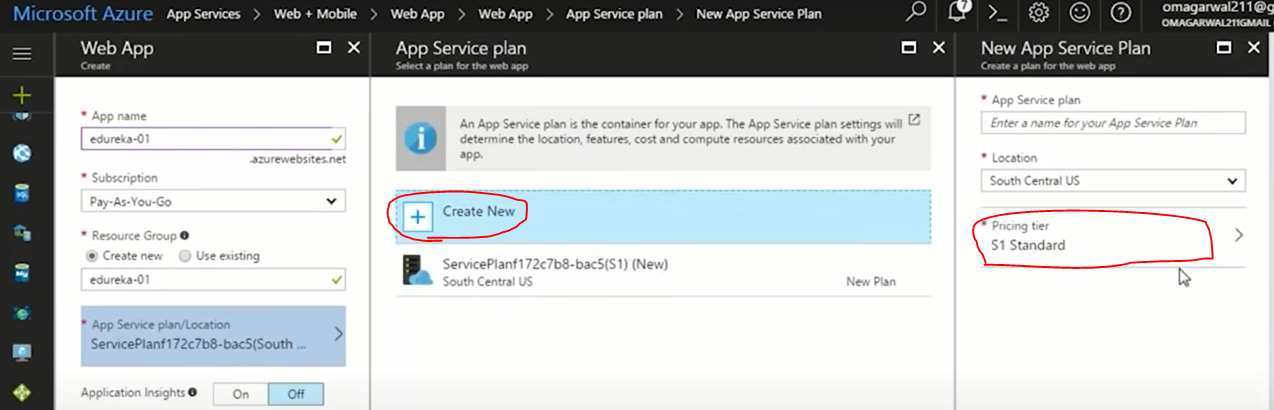 Microsoft Azure App Services > Web + Mobile > Web App > Web App > App Service plan > New App Service Plan
7
omagarwal211@g
OMAGARWAL211GMAIL
Web App
Create
* App name
edureka-01
.azurewebsites.net
* Subscription
Pay-As-You-Go
* Resource Group
Create new Use existing
edureka-01
* App Service plan/Location
ServicePlanf172c7b8-bac5(South ...
Application Insights On Off
App Service plan
Select a plan for the web app
An App Service plan is the container for your app. The App Service plan settings will
determine the location, features, cost and compute resources associated with your
app.
Create New
ServicePlanf172c7b8-bac5(S1) (New)
South Central US New Plan
New App Service Plan
Create a plan for the web app
* App Service plan
Enter a name for your App Service Plan
* Location
South Central US
* Pricing tier
S1 Standard